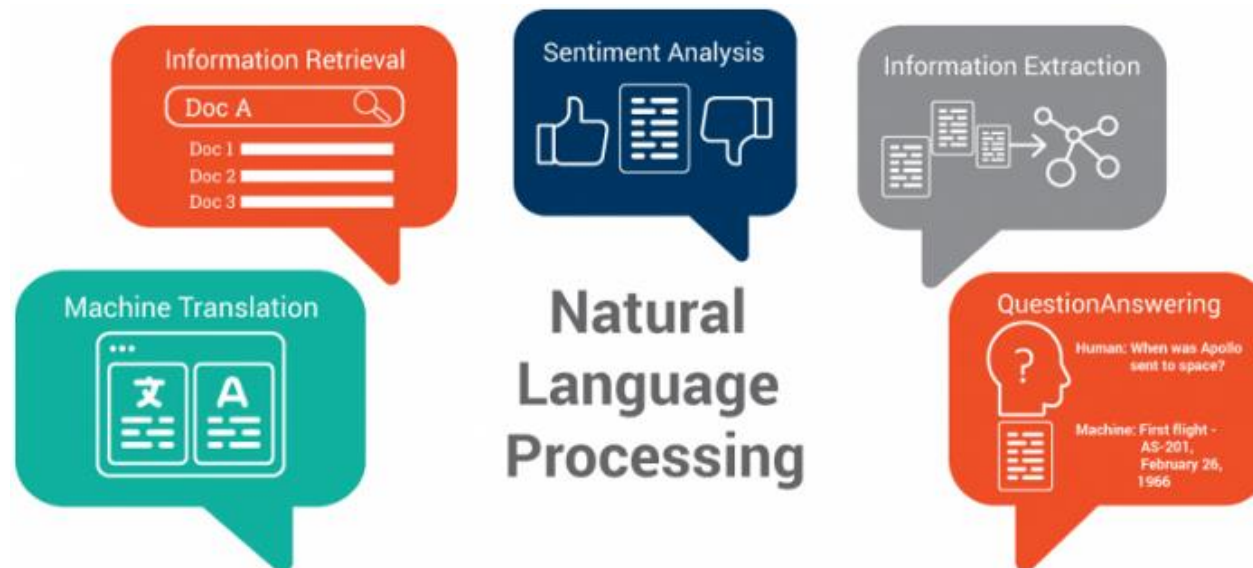 Information Retrieval
Doc A
Doc 1
Doc 2
Doc 3
Sentiment Analysis
Information Extraction
Machine Translation
文 A
Natural
Language
Processing
QuestionAnswering
?
Human: When was Apollo
sent to space?
Machine: First flight -
AS-201,
February 26,
1966